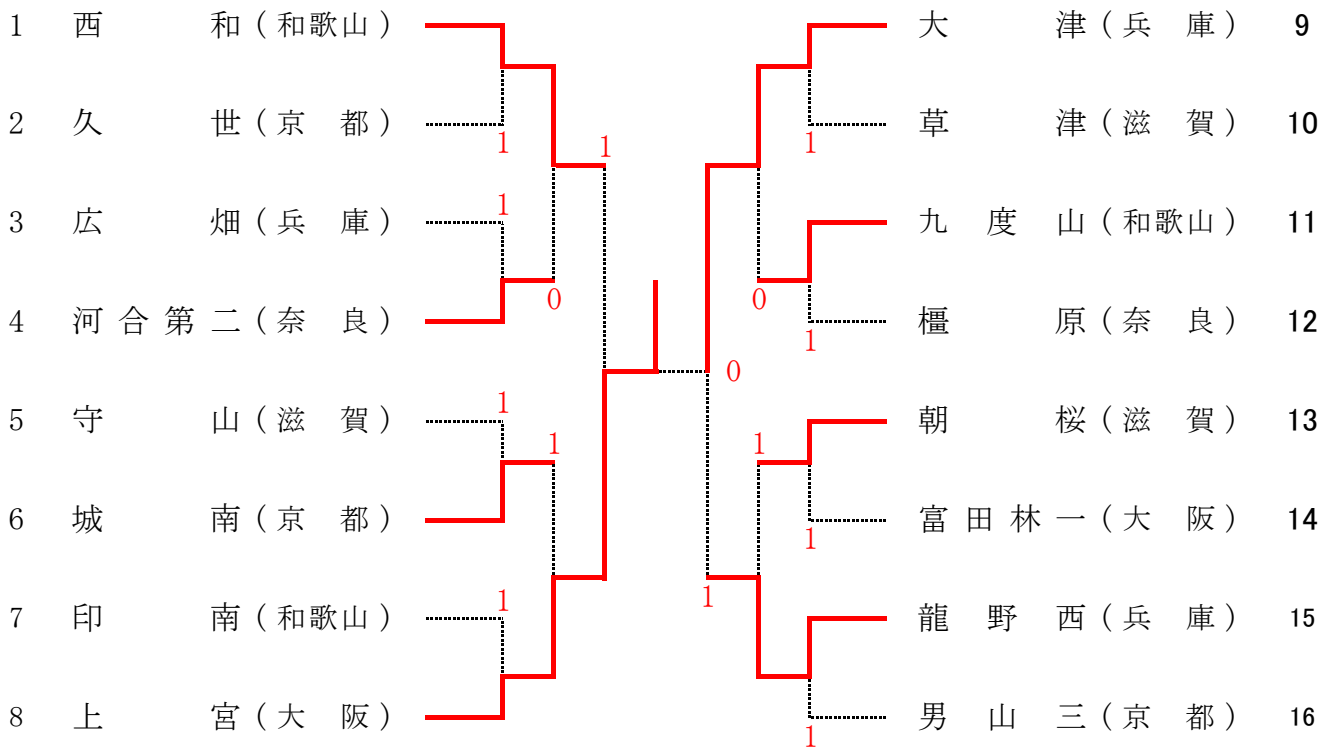 1 西 和 (和歌山)
2 久 世 (京 都)
3 広 畑 (兵 庫)
4 河合第二 (奈 良)
5 守 山 (滋 賀)
6 城 南 (京 都)
7 印 南 (和歌山)
8 上 宮 (大 阪)
1
1
1
0
1
1
1
1
0
1
0
1
1
1
1
1
大 津 (兵 庫) 9
草 津 (滋 賀) 10
九 度 山 (和歌山) 11
橿 原 (奈 良) 12
朝 桜 (滋 賀) 13
富田林一 (大 阪) 14
龍 野 西 (兵 庫) 15
男 山 三 (京 都) 16